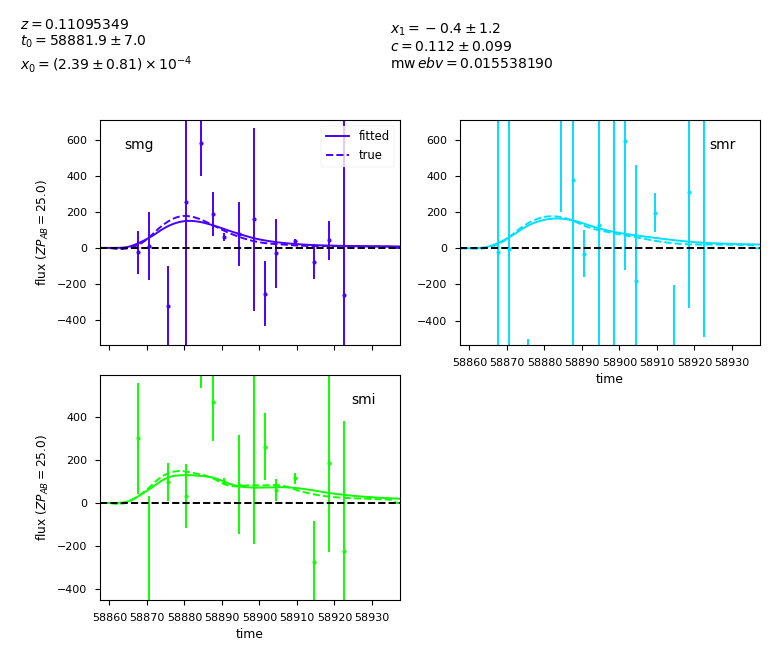 z = 0.11095349
t₀ = 58881.9 ± 7.0
x₀ = (2.39 ± 0.81) × 10⁻⁴
x₁ = −0.4 ± 1.2
c = 0.112 ± 0.099
mw ebv = 0.015538190
smg
fitted
true
600
400
200
0
−200
−400
flux (ZP_AB = 25.0)
smr
600
400
200
0
−200
−400
58860 58870 58880 58890 58900 58910 58920 58930
time
smi
400
200
0
−200
−400
flux (ZP_AB = 25.0)
58860 58870 58880 58890 58900 58910 58920 58930
time